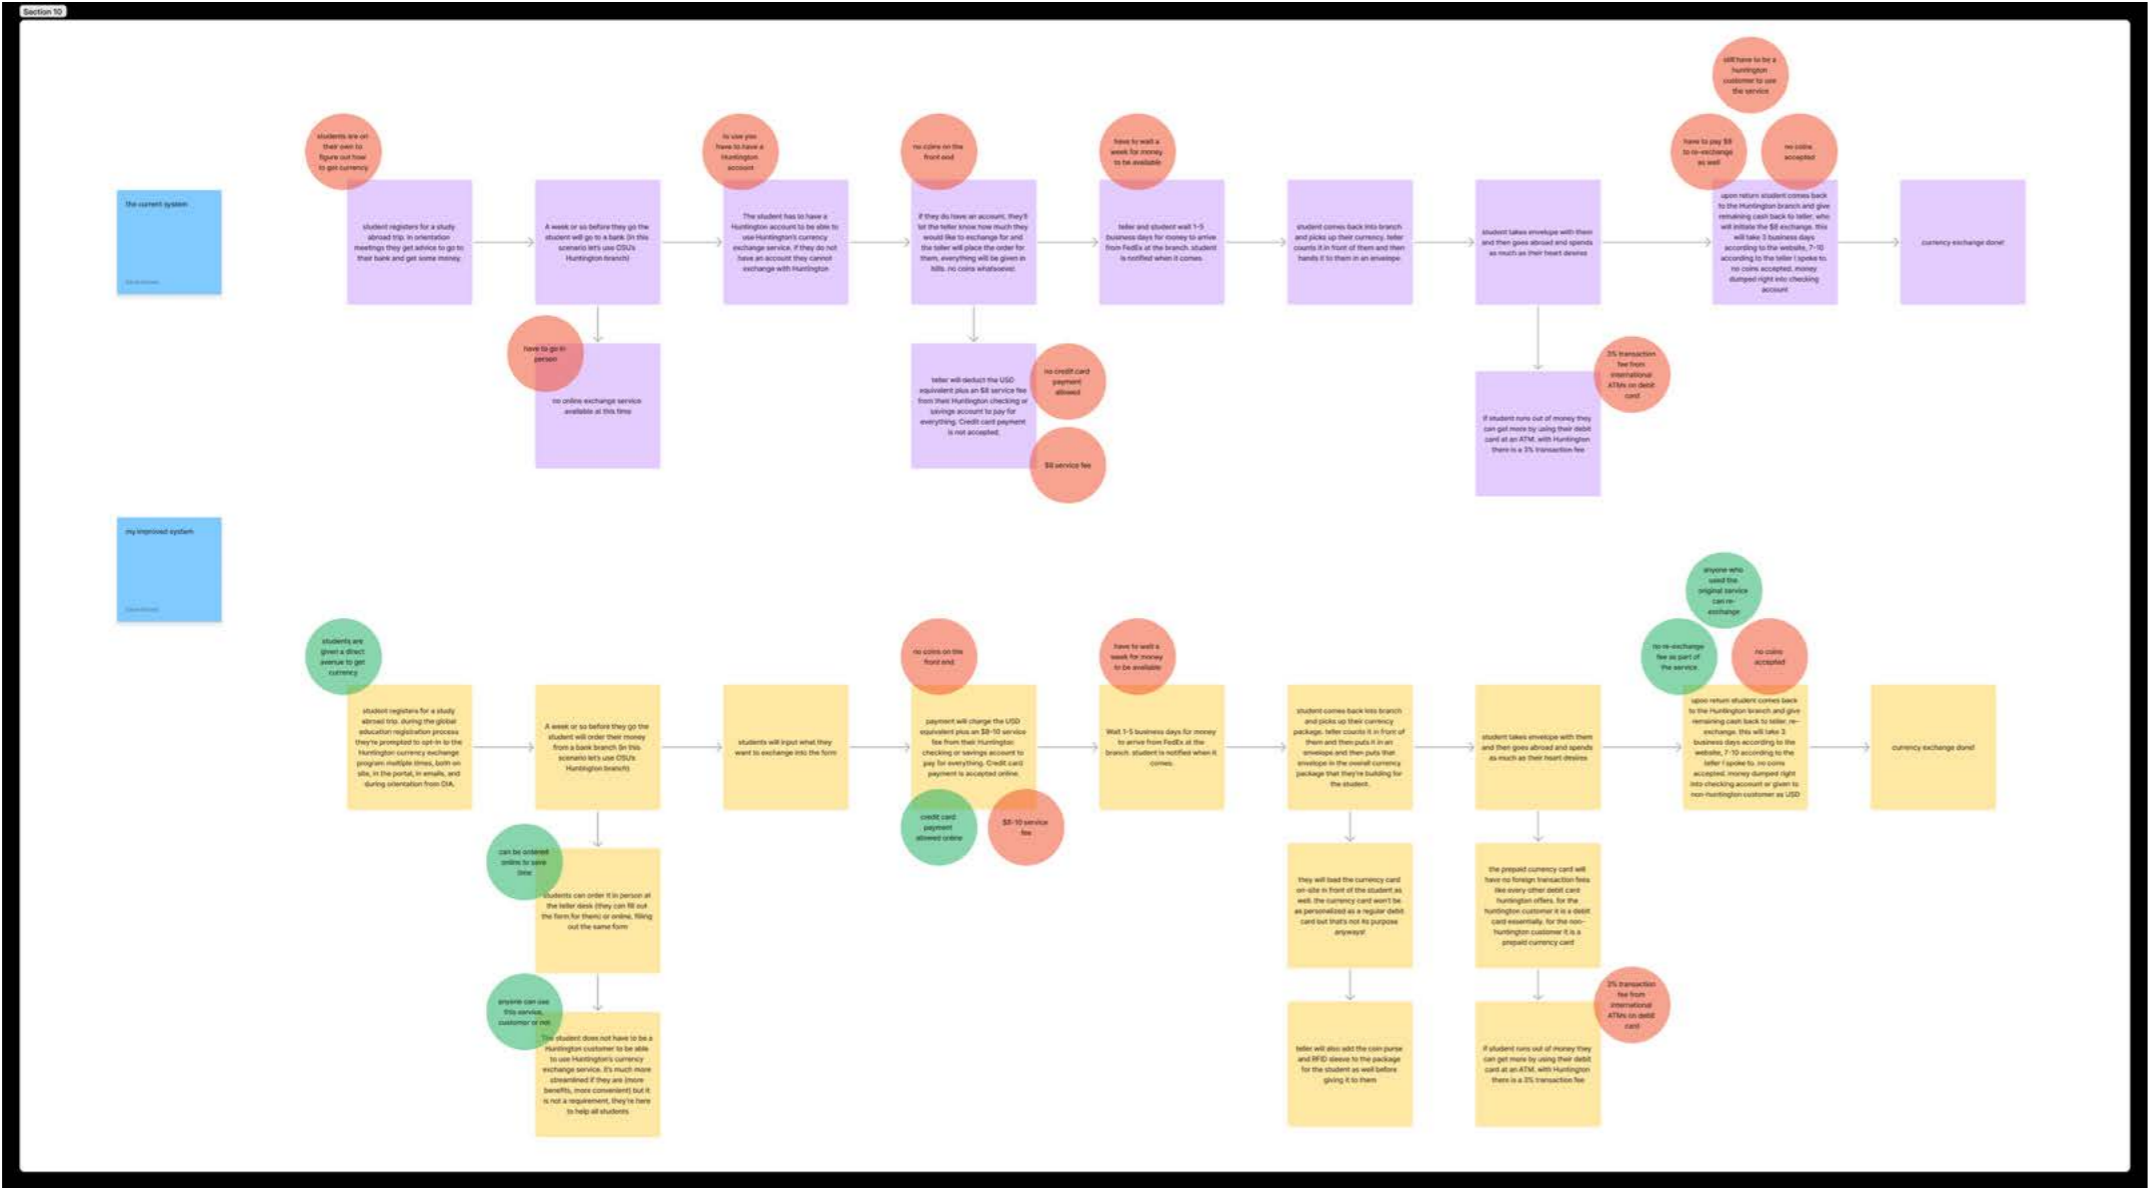 Section 10
still have to be a
huntington
customer to use
the service
students are on
their own to
figure out how
to get currency
to use you
have to have a
Huntington
account
no coins on the
front end
have to wait a
week for money
to be available
have to pay $8
to re-exchange
as well
no coins
accepted
the current system
student registers for a study
abroad trip. in orientation
meetings they get advice to go to
their bank and get some money
A week or so before they go the
student will go to a bank (in this
scenario let's use OSU's
Huntington branch)
The student has to have a
Huntington account to be able to
use Huntington's currency
exchange service. if they do not
have an account they cannot
exchange with Huntington
if they do have an account, they'll
let the teller know how much they
would like to exchange for and
the teller will place the order for
them. everything will be given in
bills. no coins whatsoever.
teller and student wait 1-5
business days for money to arrive
from FedEx at the branch. student
is notified when it comes.
student comes back into branch
and picks up their currency. teller
counts it in front of them and then
hands it to them in an envelope.
student takes envelope with them
and then goes abroad and spends
as much as their heart desires
upon return student comes back
to the Huntington branch and give
remaining cash back to teller, who
will initiate the $8 exchange. this
will take 3 business days
according to the website, 7-10
according to the teller I spoke to.
no coins accepted. money
dumped right into checking
account
currency exchange done!
have to go in
person
no online exchange service
available at this time
teller will deduct the USD
equivalent plus an $8 service fee
from their Huntington checking or
savings account to pay for
everything. Credit card payment
is not accepted.
no credit card
payment
allowed
$8 service fee
3% transaction
fee from
international
ATMs on debit
card
if student runs out of money they
can get more by using their debit
card at an ATM. with Huntington
there is a 3% transaction fee
my improved system
anyone who
used the
original service
can re-
exchange
students are
given a direct
avenue to get
currency
no coins on the
front end
have to wait a
week for money
to be available
no re-exchange
fee as part of
the service
no coins
accepted
student registers for a study
abroad trip. during the global
education registration process
they're prompted to opt-in to the
Huntington currency exchange
program multiple times, both on
site, in the portal, in emails, and
during orientation from OIA.
A week or so before they go the
student will order their money
from a bank branch (in this
scenario let's use OSU's
Huntington branch)
students will input what they
want to exchange into the form
payment will charge the USD
equivalent plus an $8-10 service
fee from their Huntington
checking or savings account to
pay for everything. Credit card
payment is accepted online.
Wait 1-5 business days for money
to arrive from FedEx at the
branch. student is notified when it
comes.
student comes back into branch
and picks up their currency
package. teller counts it in front of
them and then puts it in an
envelope and then puts that
envelope in the overall currency
package that they're building for
the student.
student takes envelope with them
and then goes abroad and spends
as much as their heart desires
upon return student comes back
to the Huntington branch and give
remaining cash back to teller. re-
exchange. this will take 3
business days according to the
website, 7-10 according to the
teller I spoke to. no coins
accepted. money dumped right
into checking account or given to
non-huntington customer as USD
currency exchange done!
credit card
payment
allowed online
$8-10 service
fee
can be ordered
online to save
time
students can order it in person at
the teller desk (they can fill out
the form for them) or online, filling
out the same form
anyone can use
this service,
customer or not
The student does not have to be a
Huntington customer to be able
to use Huntington's currency
exchange service. it's much more
streamlined if they are (more
benefits, more convenient) but it
is not a requirement, they're here
to help all students
they will load the currency card
on-site in front of the student as
well. the currency card won't be
as personalized as a regular debit
card but that's not its purpose
anyways!
teller will also add the coin purse
and RFID sleeve to the package
for the student as well before
giving it to them
the prepaid currency card will
have no foreign transaction fees
like every other debit card
huntington offers. for the
huntington customer it is a debit
card essentially. for the non-
huntington customer it is a
prepaid currency card
transaction
fee from
international
ATMs on debit
card
if student runs out of money they
can get more by using their debit
card at an ATM. with Huntington
there is a 3% transaction fee